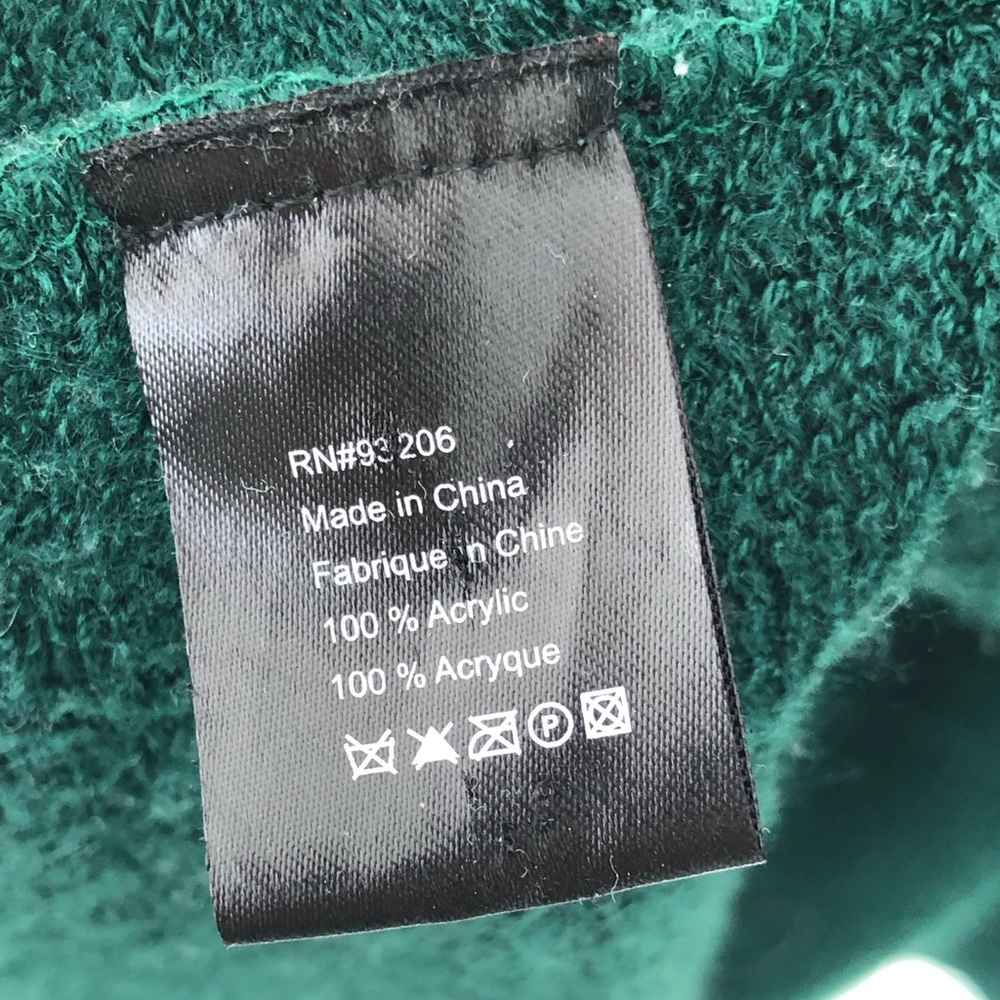 RN#93206
Made in China
Fabrique n Chine
100 % Acrylic
100 % Acryque
P